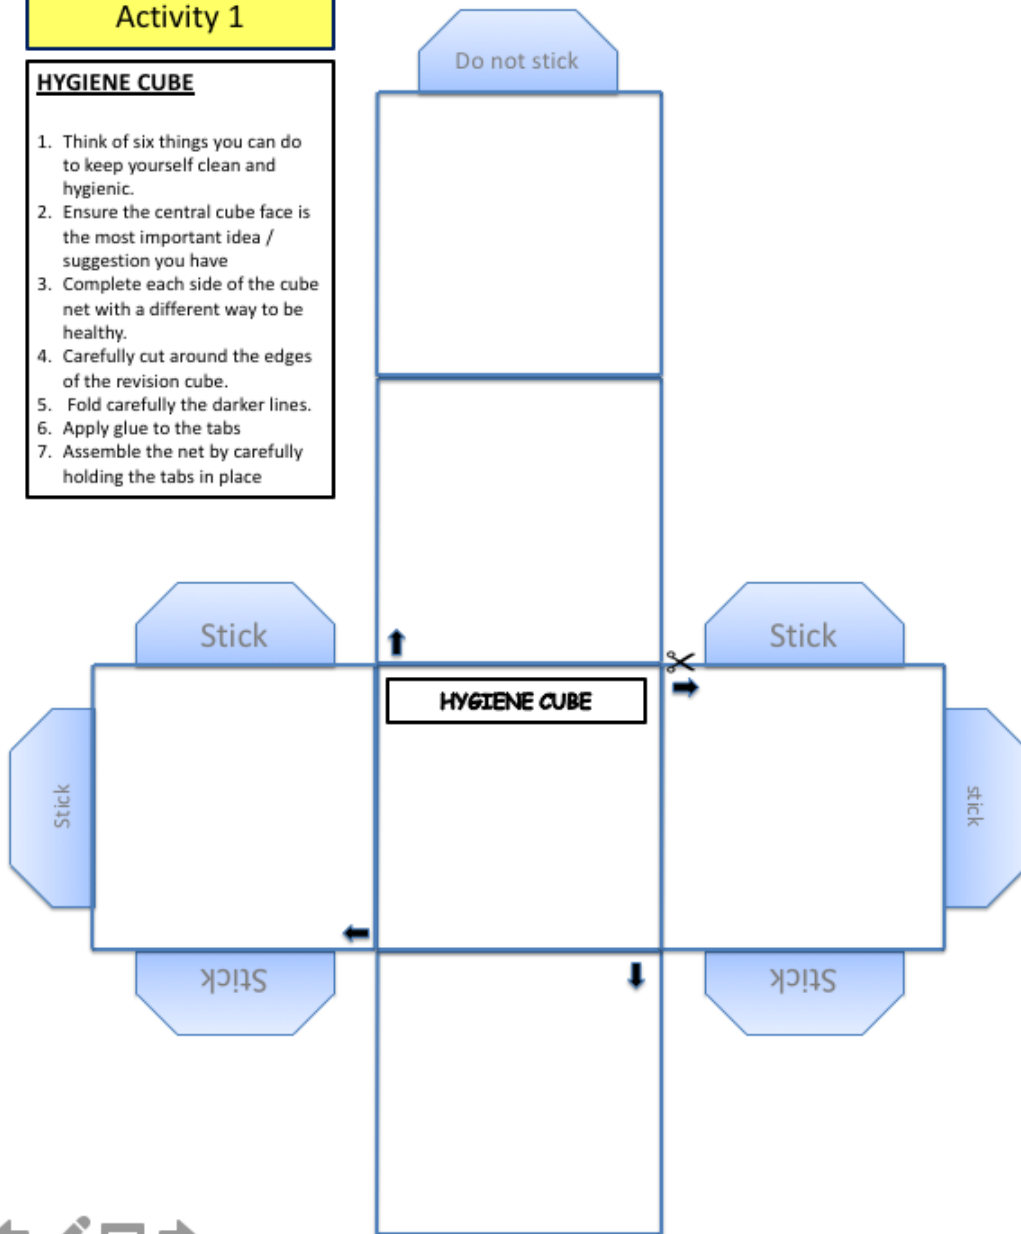 Activity 1
HYGIENE CUBE
1. Think of six things you can do
to keep yourself clean and
hygienic.
2. Ensure the central cube face is
the most important idea /
suggestion you have
3. Complete each side of the cube
net with a different way to be
healthy.
4. Carefully cut around the edges
of the revision cube.
5. Fold carefully the darker lines.
6. Apply glue to the tabs
7. Assemble the net by carefully
holding the tabs in place
Do not stick
Stick
Stick
HYGIENE CUBE
Stick
stick
Stick
Stick